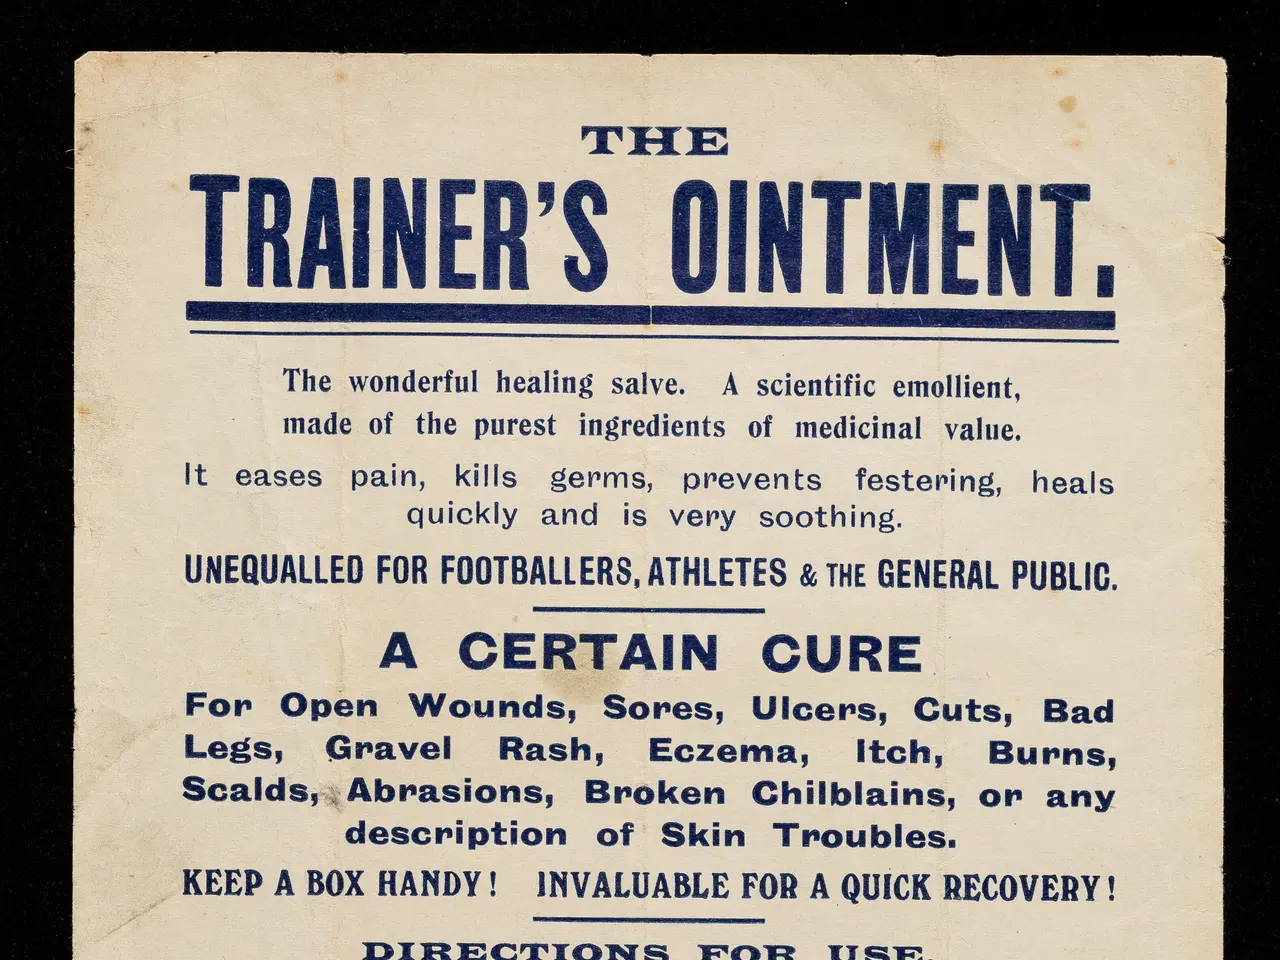 THE
TRAINER'S OINTMENT.
The wonderful healing salve. A scientific emollient,
made of the purest ingredients of medicinal value.
It eases pain, kills germs, prevents festering, heals
quickly and is very soothing.
UNEQUALLED FOR FOOTBALLERS, ATHLETES & THE GENERAL PUBLIC.
A CERTAIN CURE
For Open Wounds, Sores, Ulcers, Cuts, Bad
Legs, Gravel Rash, Eczema, Itch, Burns,
Scalds, Abrasions, Broken Chilblains, or any
description of Skin Troubles.
KEEP A BOX HANDY! INVALUABLE FOR A QUICK RECOVERY!
DIRECTIONS FOR USE.